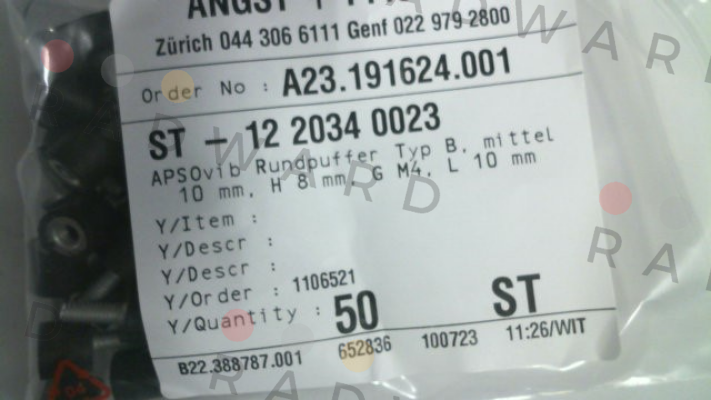 ANGST + 
Zürich 044 306 6111 Genf 022 979 2800
Order No : A23.191624.001
ST - 12 2034 0023
APSOvib Rundpuffer Typ B, mittel
10 mm, H 8 mm, G M4, L 10 mm
Y/Item :
Y/Descr :
Y/Descr :
Y/Order : 1106521
Y/Quantity : 50 ST
B22.388787.001 652836 100723 11:26/WIT
04